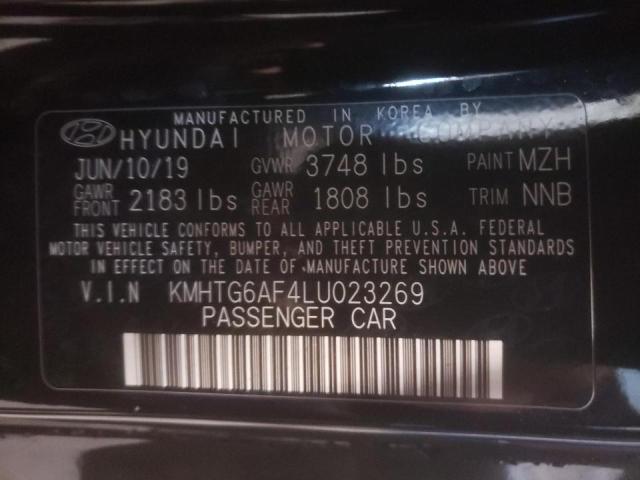 MANUFACTURED IN KOREA BY
HYUNDAI MOTOR COMPANY
JUN/10/19 GVWR 3748 lbs PAINT MZH
GAWR FRONT 2183 lbs GAWR REAR 1808 lbs TRIM NNB
THIS VEHICLE CONFORMS TO ALL APPLICABLE U.S.A. FEDERAL
MOTOR VEHICLE SAFETY, BUMPER, AND THEFT PREVENTION STANDARDS
IN EFFECT ON THE DATE OF MANUFACTURE SHOWN ABOVE
V.I.N KMHTG6AF4LU023269
PASSENGER CAR